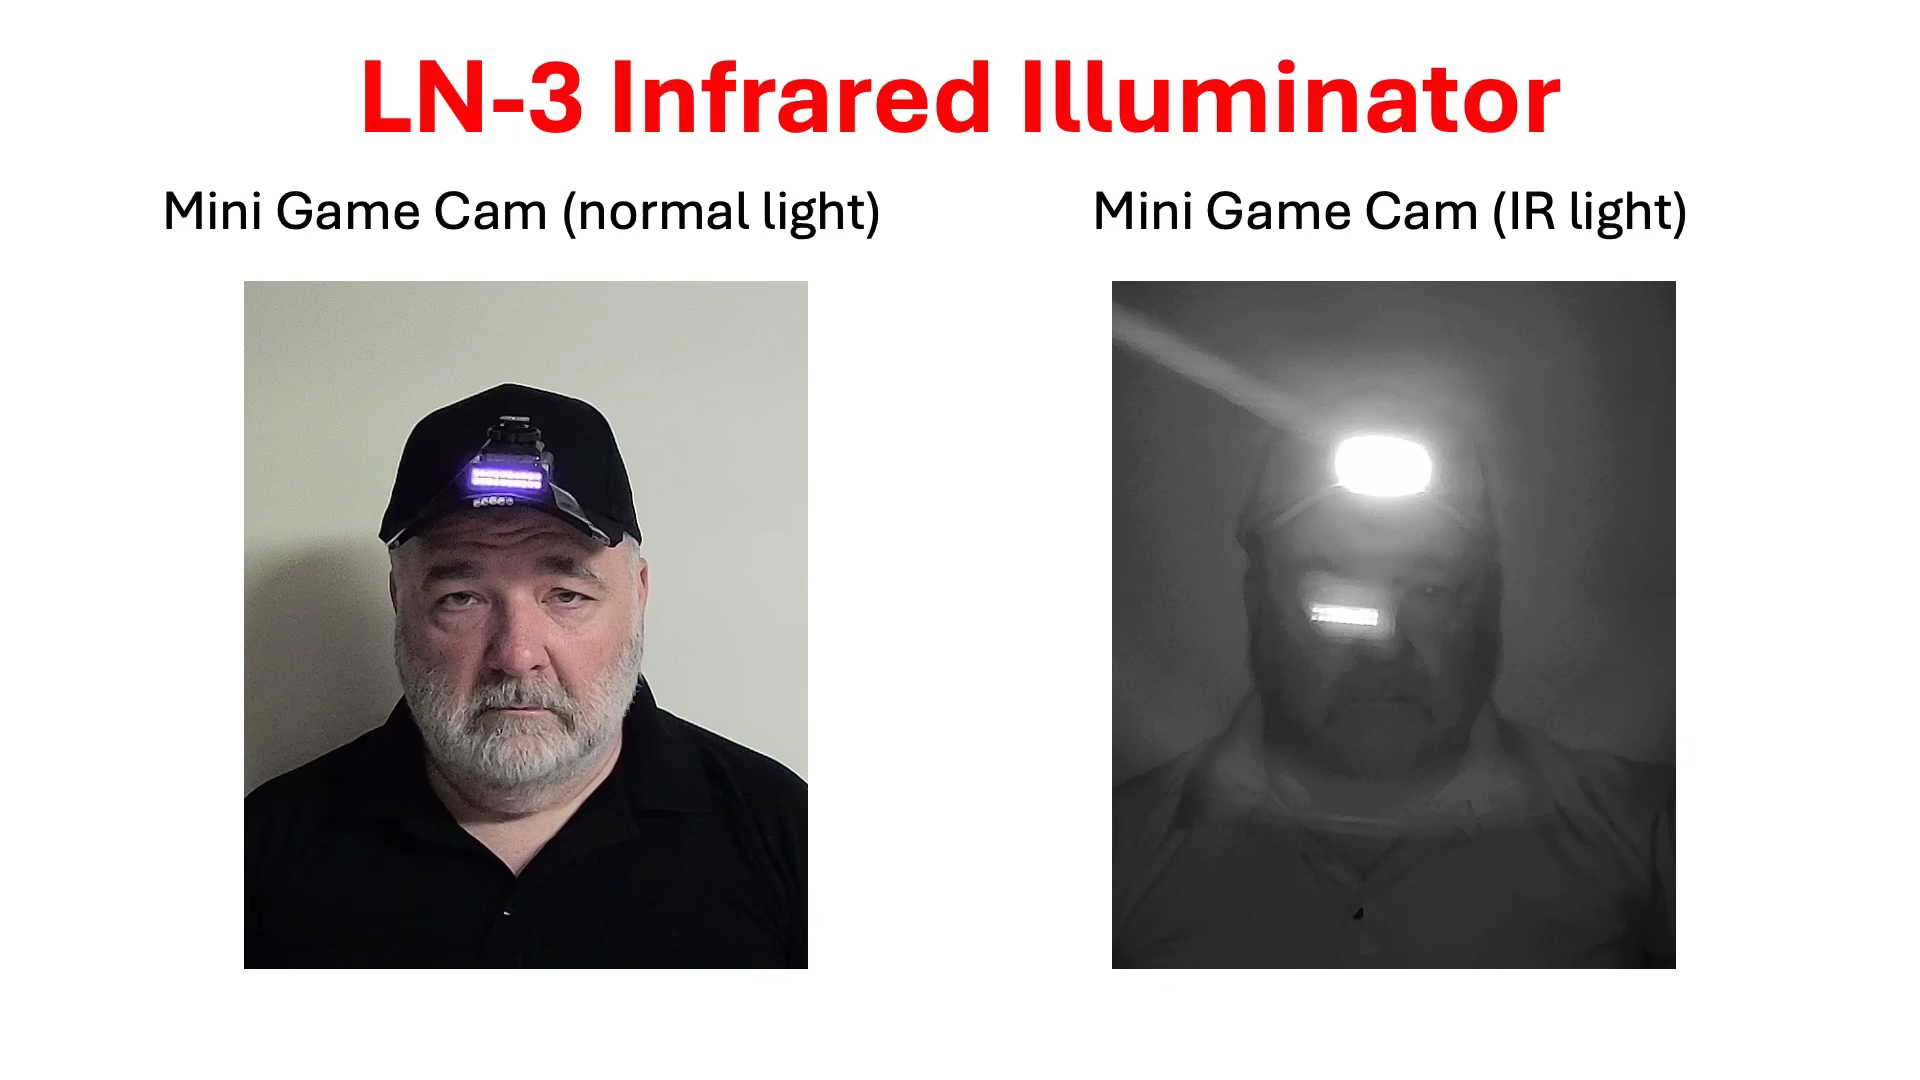 LN-3 Infrared Illuminator
Mini Game Cam (normal light)
Mini Game Cam (IR light)